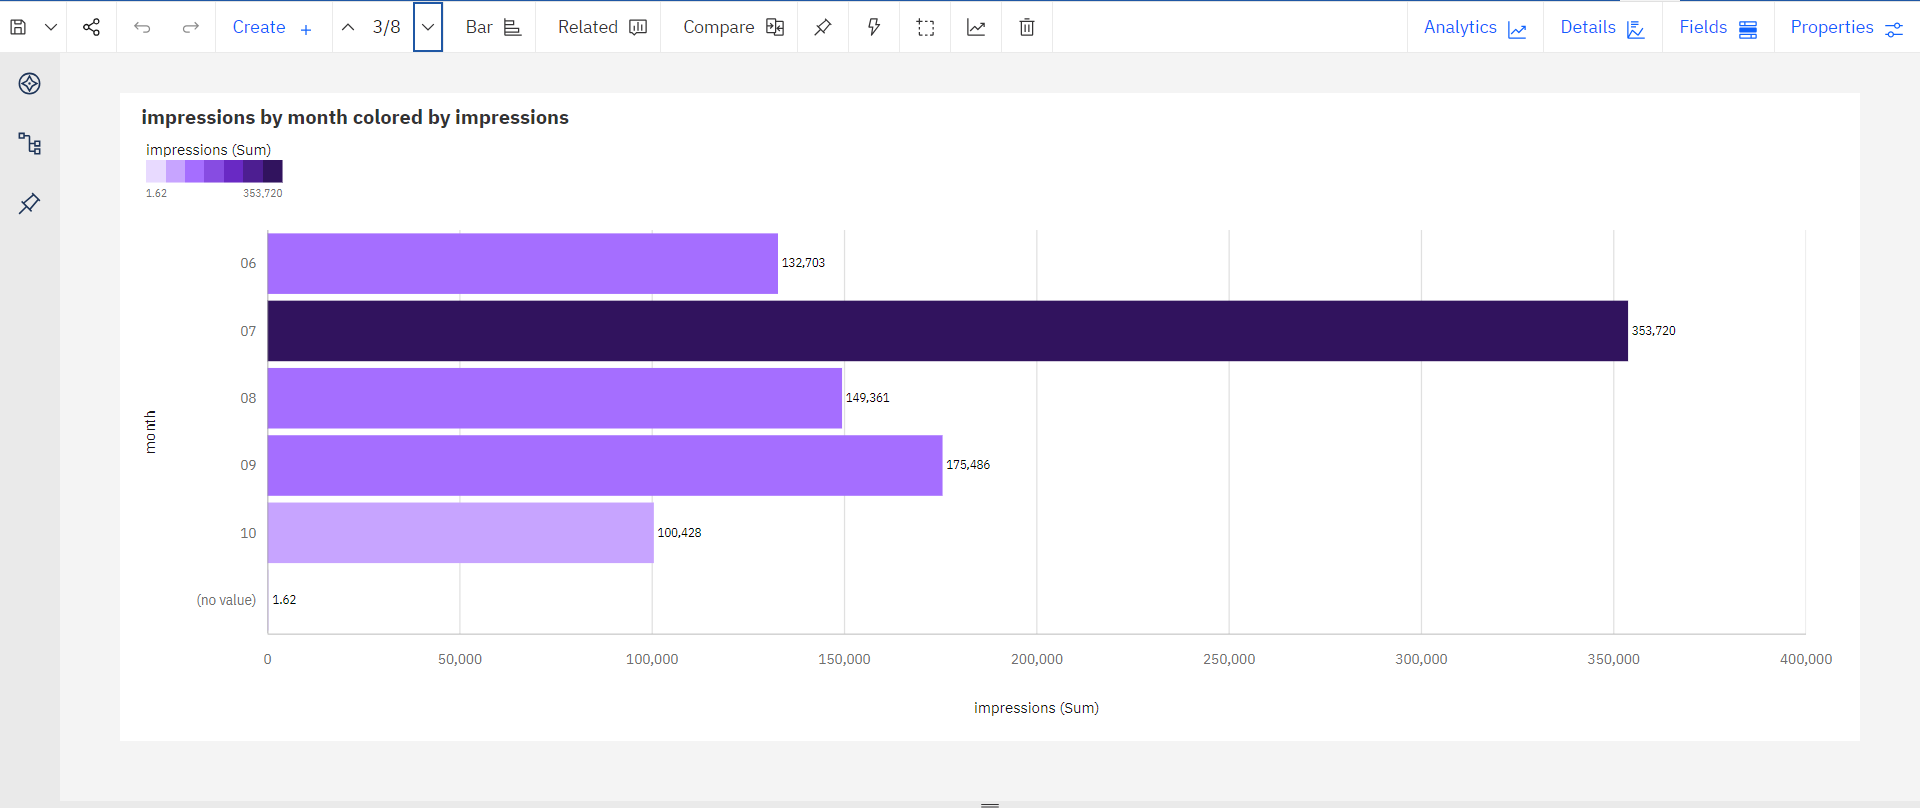 Create + 3/8 Bar Related Compare Analytics Details Fields Properties
impressions by month colored by impressions
impressions (Sum)
1.62 353,720
06 132,703
07 353,720
08 149,361
month
09 175,486
10 100,428
(no value) 1.62
0 50,000 100,000 150,000 200,000 250,000 300,000 350,000 400,000
impressions (Sum)